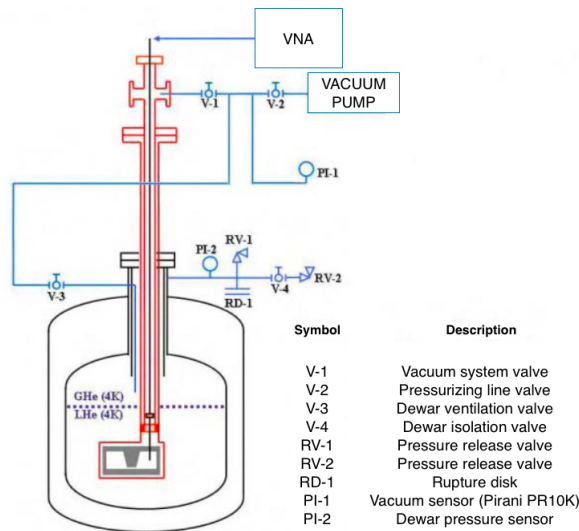 VNA
VACUUM
PUMP
V-1
V-2
PI-1
RV-1
PI-2
RV-2
V-4
RD-1
V-3
GHe (4K)
LHe (4K)
Symbol Description
V-1 Vacuum system valve
V-2 Pressurizing line valve
V-3 Dewar ventilation valve
V-4 Dewar isolation valve
RV-1 Pressure release valve
RV-2 Pressure release valve
RD-1 Rupture disk
PI-1 Vacuum sensor (Pirani PR10K)
PI-2 Dewar pressure sensor